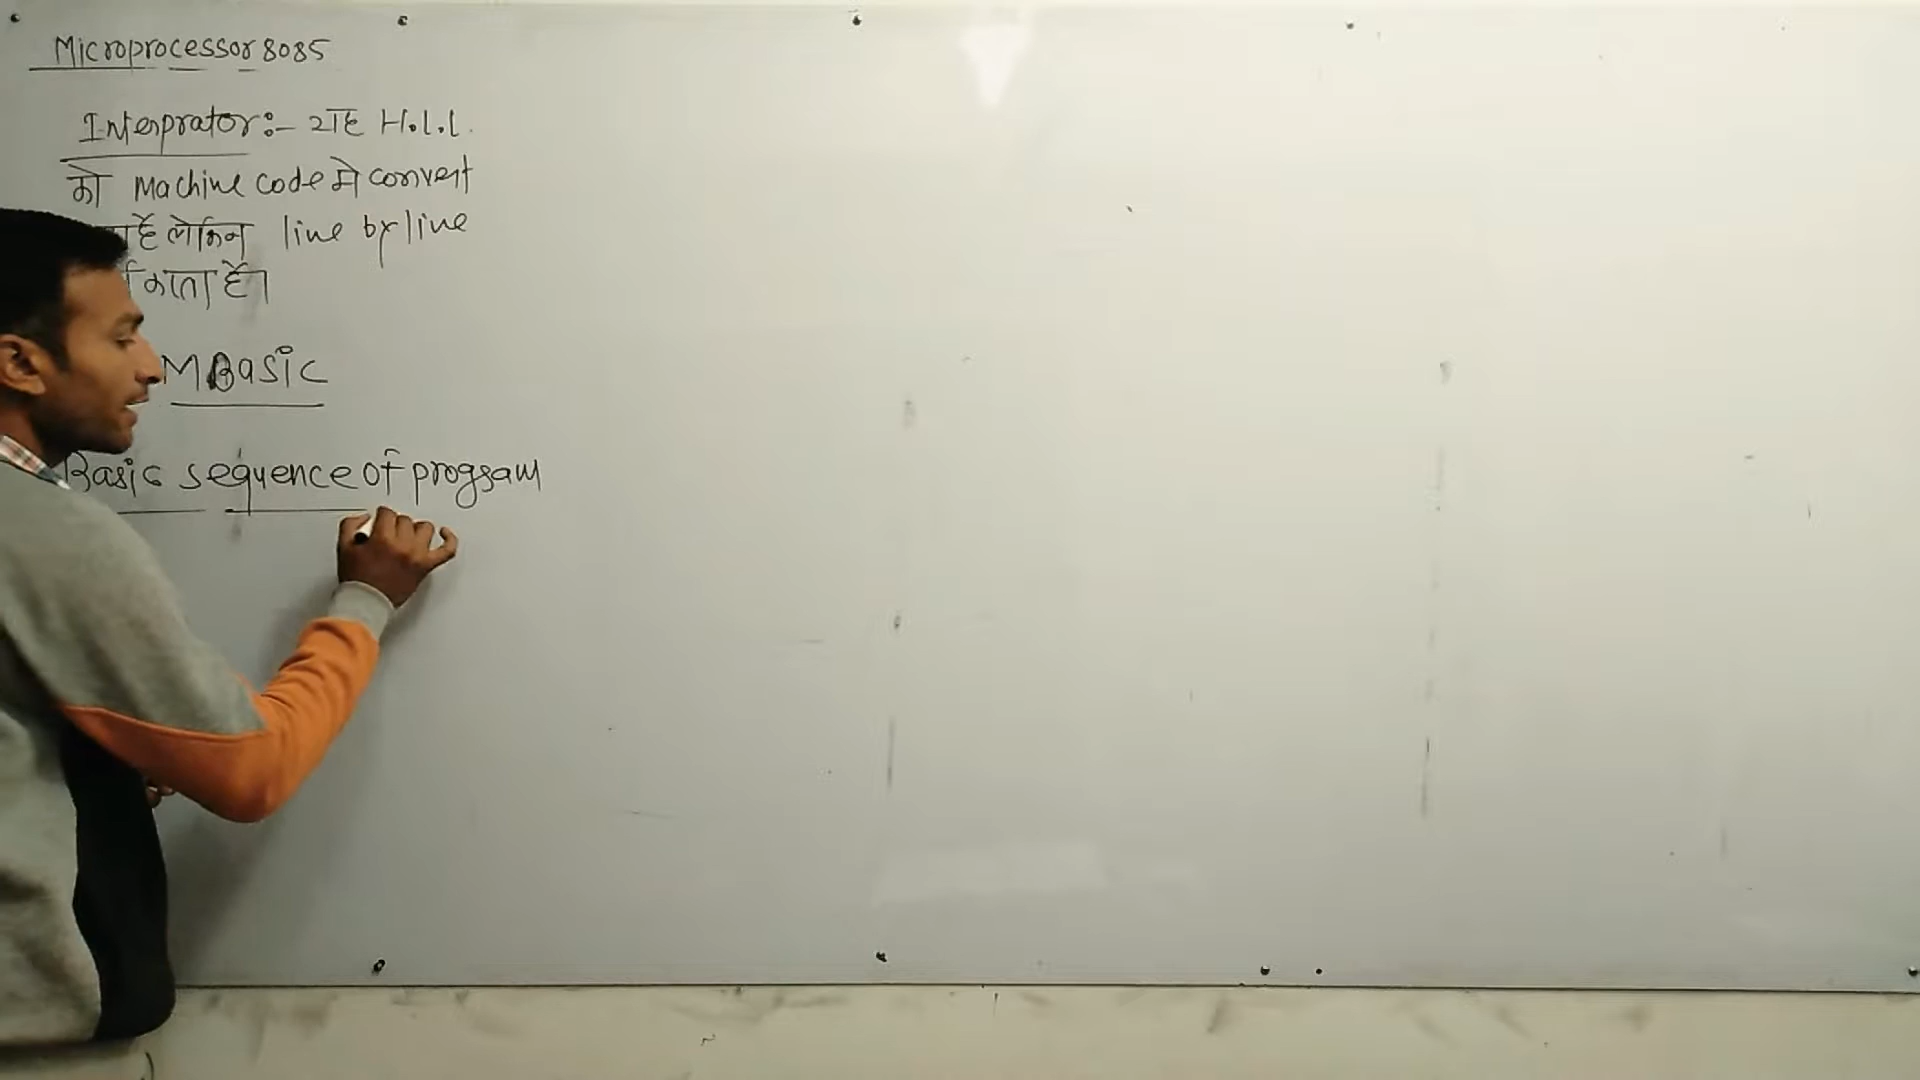 Microprocessor 8085
Interprator:- यह H.L.L.
को Machine code मे convert
है लेकिन line by line
करता है।
MBasic
Basic sequence of program